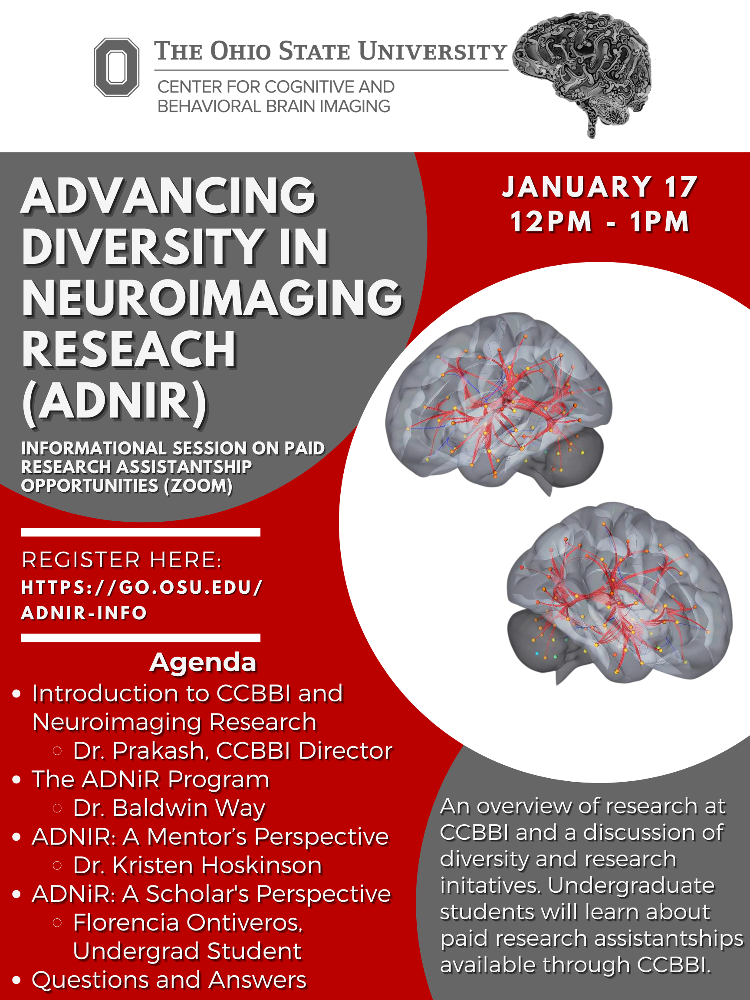 THE OHIO STATE UNIVERSITY
CENTER FOR COGNITIVE AND
BEHAVIORAL BRAIN IMAGING
ADVANCING
DIVERSITY IN
NEUROIMAGING
RESEACH
(ADNIR)
INFORMATIONAL SESSION ON PAID
RESEARCH ASSISTANTSHIP
OPPORTUNITIES (ZOOM)
JANUARY 17
12PM - 1PM
REGISTER HERE:
HTTPS://GO.OSU.EDU/
ADNIR-INFO
Agenda
• Introduction to CCBBI and
Neuroimaging Research
○ Dr. Prakash, CCBBI Director
• The ADNiR Program
○ Dr. Baldwin Way
• ADNIR: A Mentor’s Perspective
○ Dr. Kristen Hoskinson
• ADNiR: A Scholar's Perspective
○ Florencia Ontiveros,
Undergrad Student
• Questions and Answers
An overview of research at
CCBBI and a discussion of
diversity and research
initatives. Undergraduate
students will learn about
paid research assistantships
available through CCBBI.